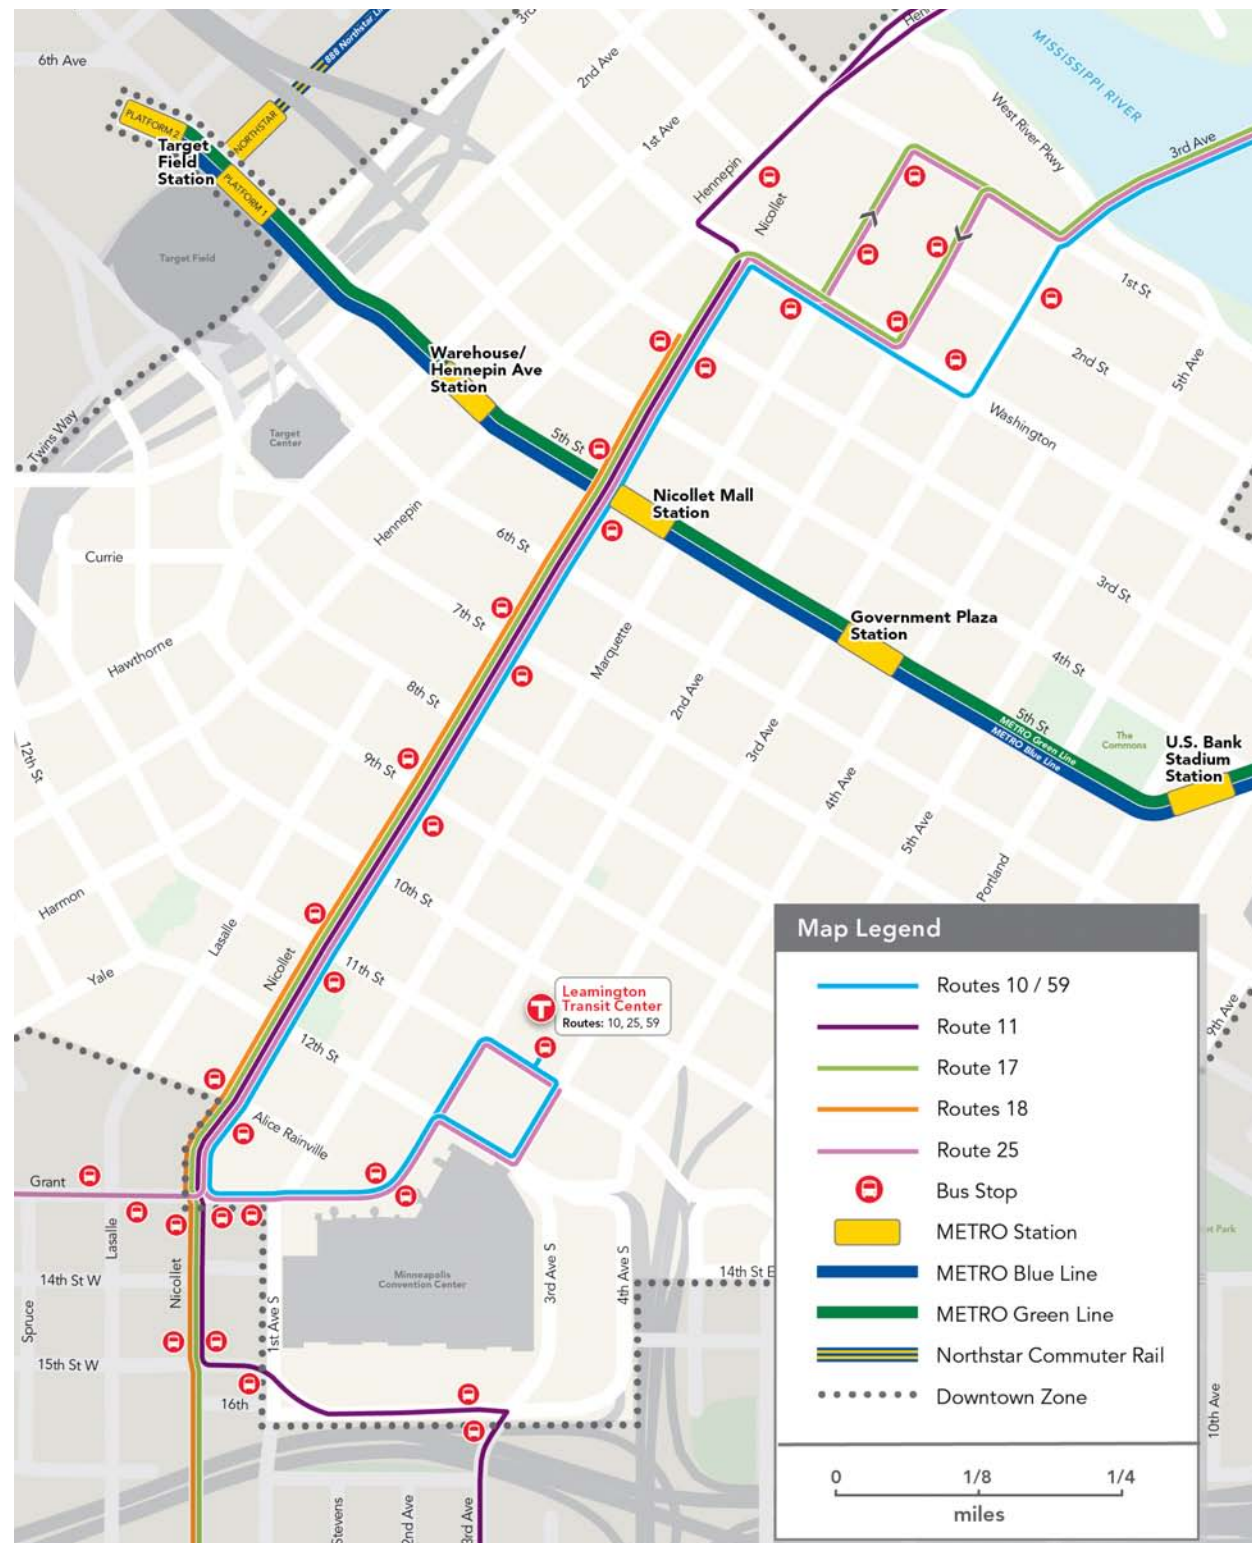 6th Ave
888 Northstar
2nd Ave
1st Ave
Hennepin
Nicollet
West River Pkwy
MISSISSIPPI RIVER
3rd Ave
PLATFORM 2
NORTHSTAR
Target
Field
Station
PLATFORM 1
Target Field
1st St
2nd St
5th Ave
Washington
Warehouse/
Hennepin Ave
Station
Target
Center
Twins Way
5th St
Nicollet Mall
Station
Hennepin
6th St
Currie
7th St
3rd St
Government Plaza
Station
Marquette
4th St
Hawthorne
8th St
2nd Ave
3rd Ave
4th Ave
5th Ave
5th St
METRO Green Line
METRO Blue Line
The
Commons
U.S. Bank
Stadium
Station
12th St
9th St
10th St
Portland
Harmon
Lasalle
Nicollet
Yale
11th St
12th St
Leamington
Transit Center
Routes: 10, 25, 59
9th Ave
Alice Rainville
Grant
Lasalle
Nicollet
14th St W
Spruce
15th St W
16th
1st Ave S
Minneapolis
Convention Center
3rd Ave S
4th Ave S
14th St E
Stevens
2nd Ave
3rd Ave
10th Ave
Map Legend
Routes 10 / 59
Route 11
Route 17
Routes 18
Route 25
Bus Stop
METRO Station
METRO Blue Line
METRO Green Line
Northstar Commuter Rail
Downtown Zone
0 1/8 1/4
miles